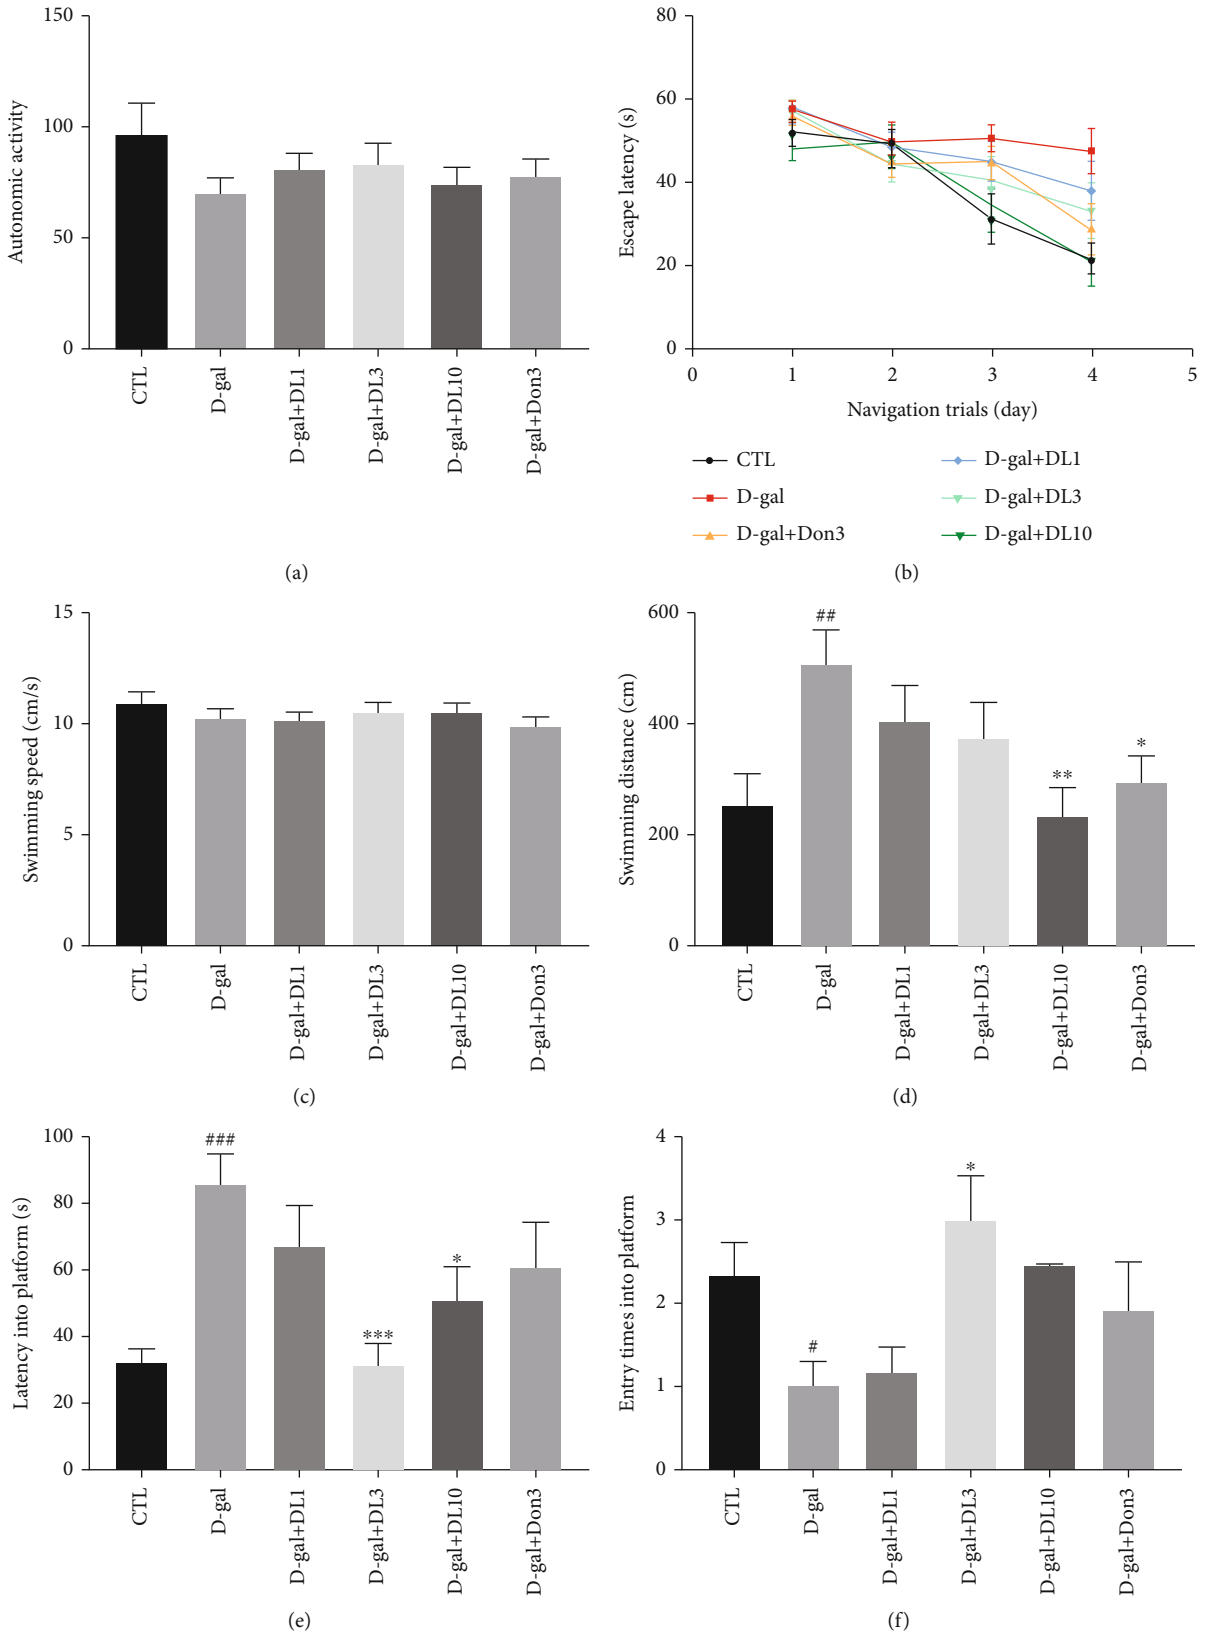 150
100
50
0
Autonomic activity
CTL
D-gal
D-gal+DL1
D-gal+DL3
D-gal+DL10
D-gal+Don3
(a)
80
60
40
20
0
Escape latency (s)
0 1 2 3 4 5
Navigation trials (day)
CTL
D-gal
D-gal+Don3
D-gal+DL1
D-gal+DL3
D-gal+DL10
(b)
15
10
5
0
Swimming speed (cm/s)
CTL
D-gal
D-gal+DL1
D-gal+DL3
D-gal+DL10
D-gal+Don3
(c)
600
400
200
0
Swimming distance (cm)
##
**
*
CTL
D-gal
D-gal+DL1
D-gal+DL3
D-gal+DL10
D-gal+Don3
(d)
100
80
60
40
20
0
Latency into platform (s)
###
***
*
CTL
D-gal
D-gal+DL1
D-gal+DL3
D-gal+DL10
D-gal+Don3
(e)
4
3
2
1
0
Entry times into platform
#
*
CTL
D-gal
D-gal+DL1
D-gal+DL3
D-gal+DL10
D-gal+Don3
(f)